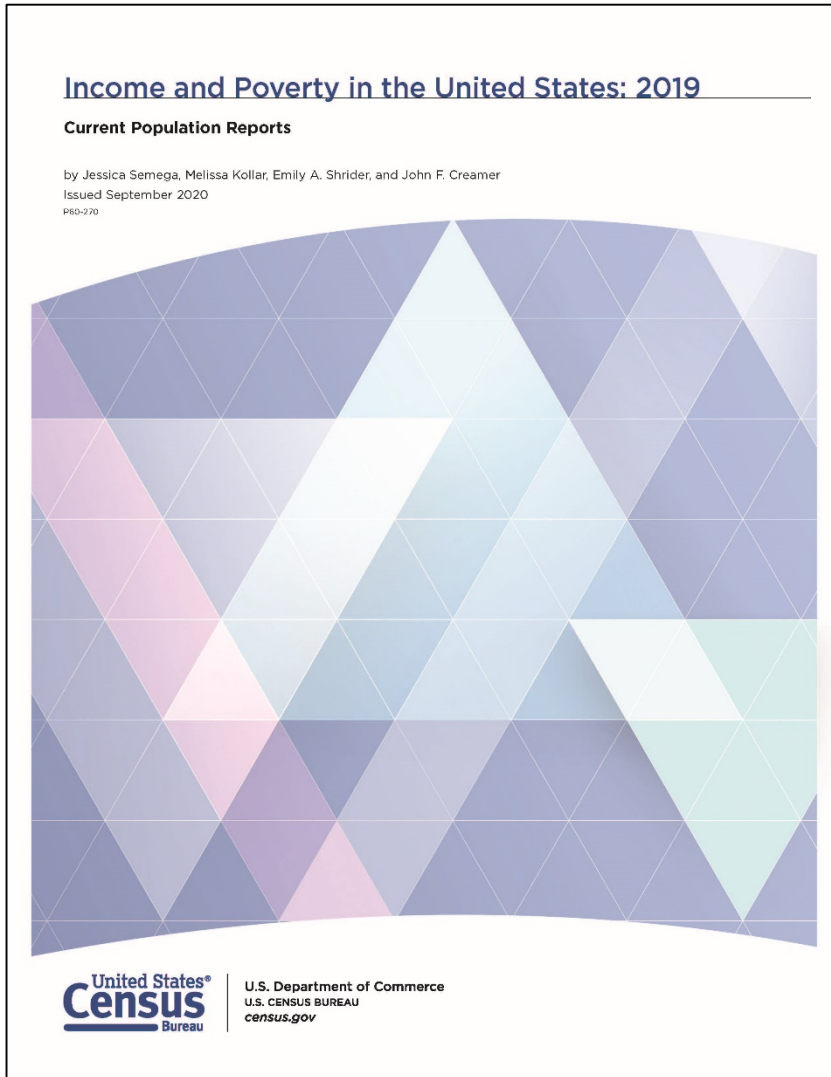 Income and Poverty in the United States: 2019
Current Population Reports
by Jessica Semega, Melissa Kollar, Emily A. Shrider, and John F. Creamer
Issued September 2020
P60-270
United States®
Census
Bureau
U.S. Department of Commerce
U.S. CENSUS BUREAU
census.gov